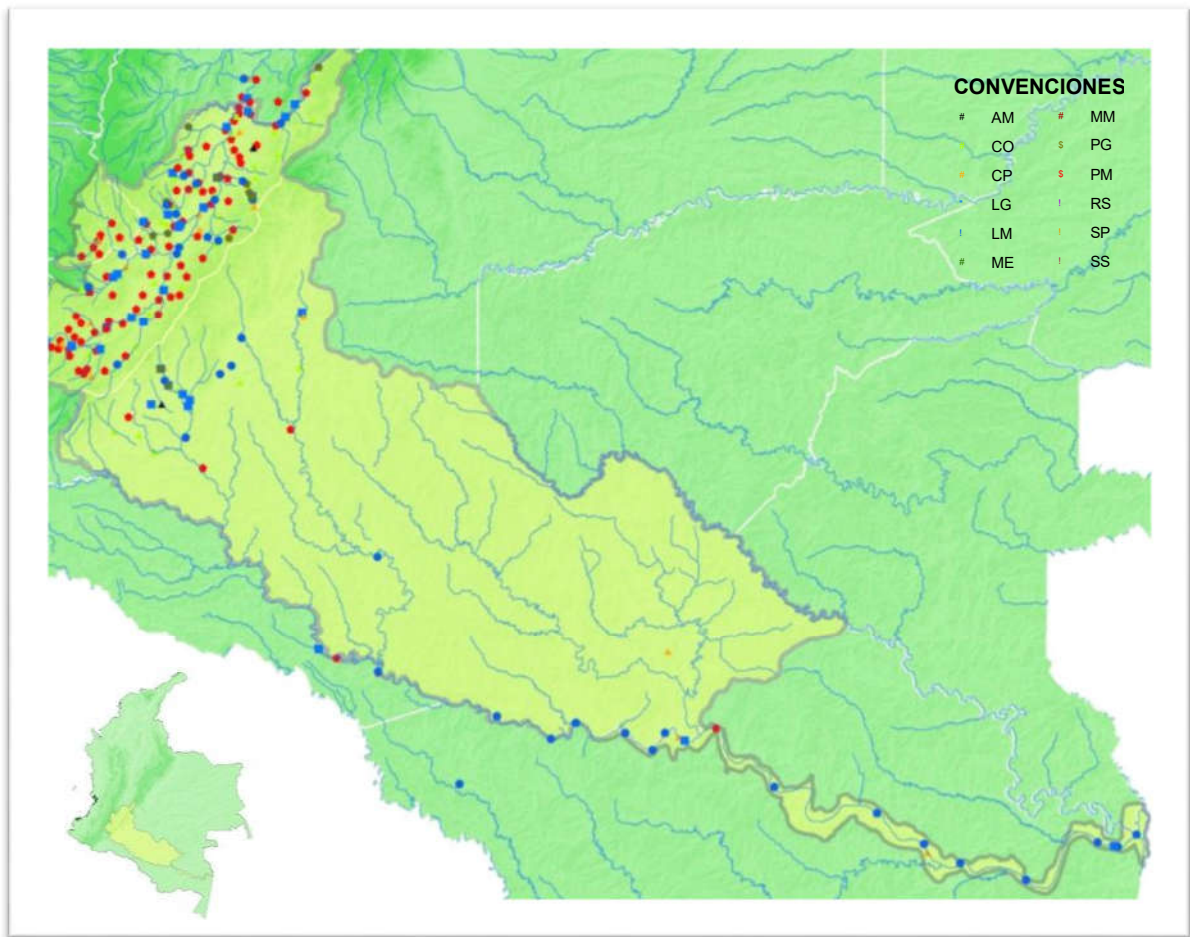 CONVENCIONES
# AM # MM
CO $ PG
CP $ PM
LG ! RS
! LM ! SP
# ME ! SS